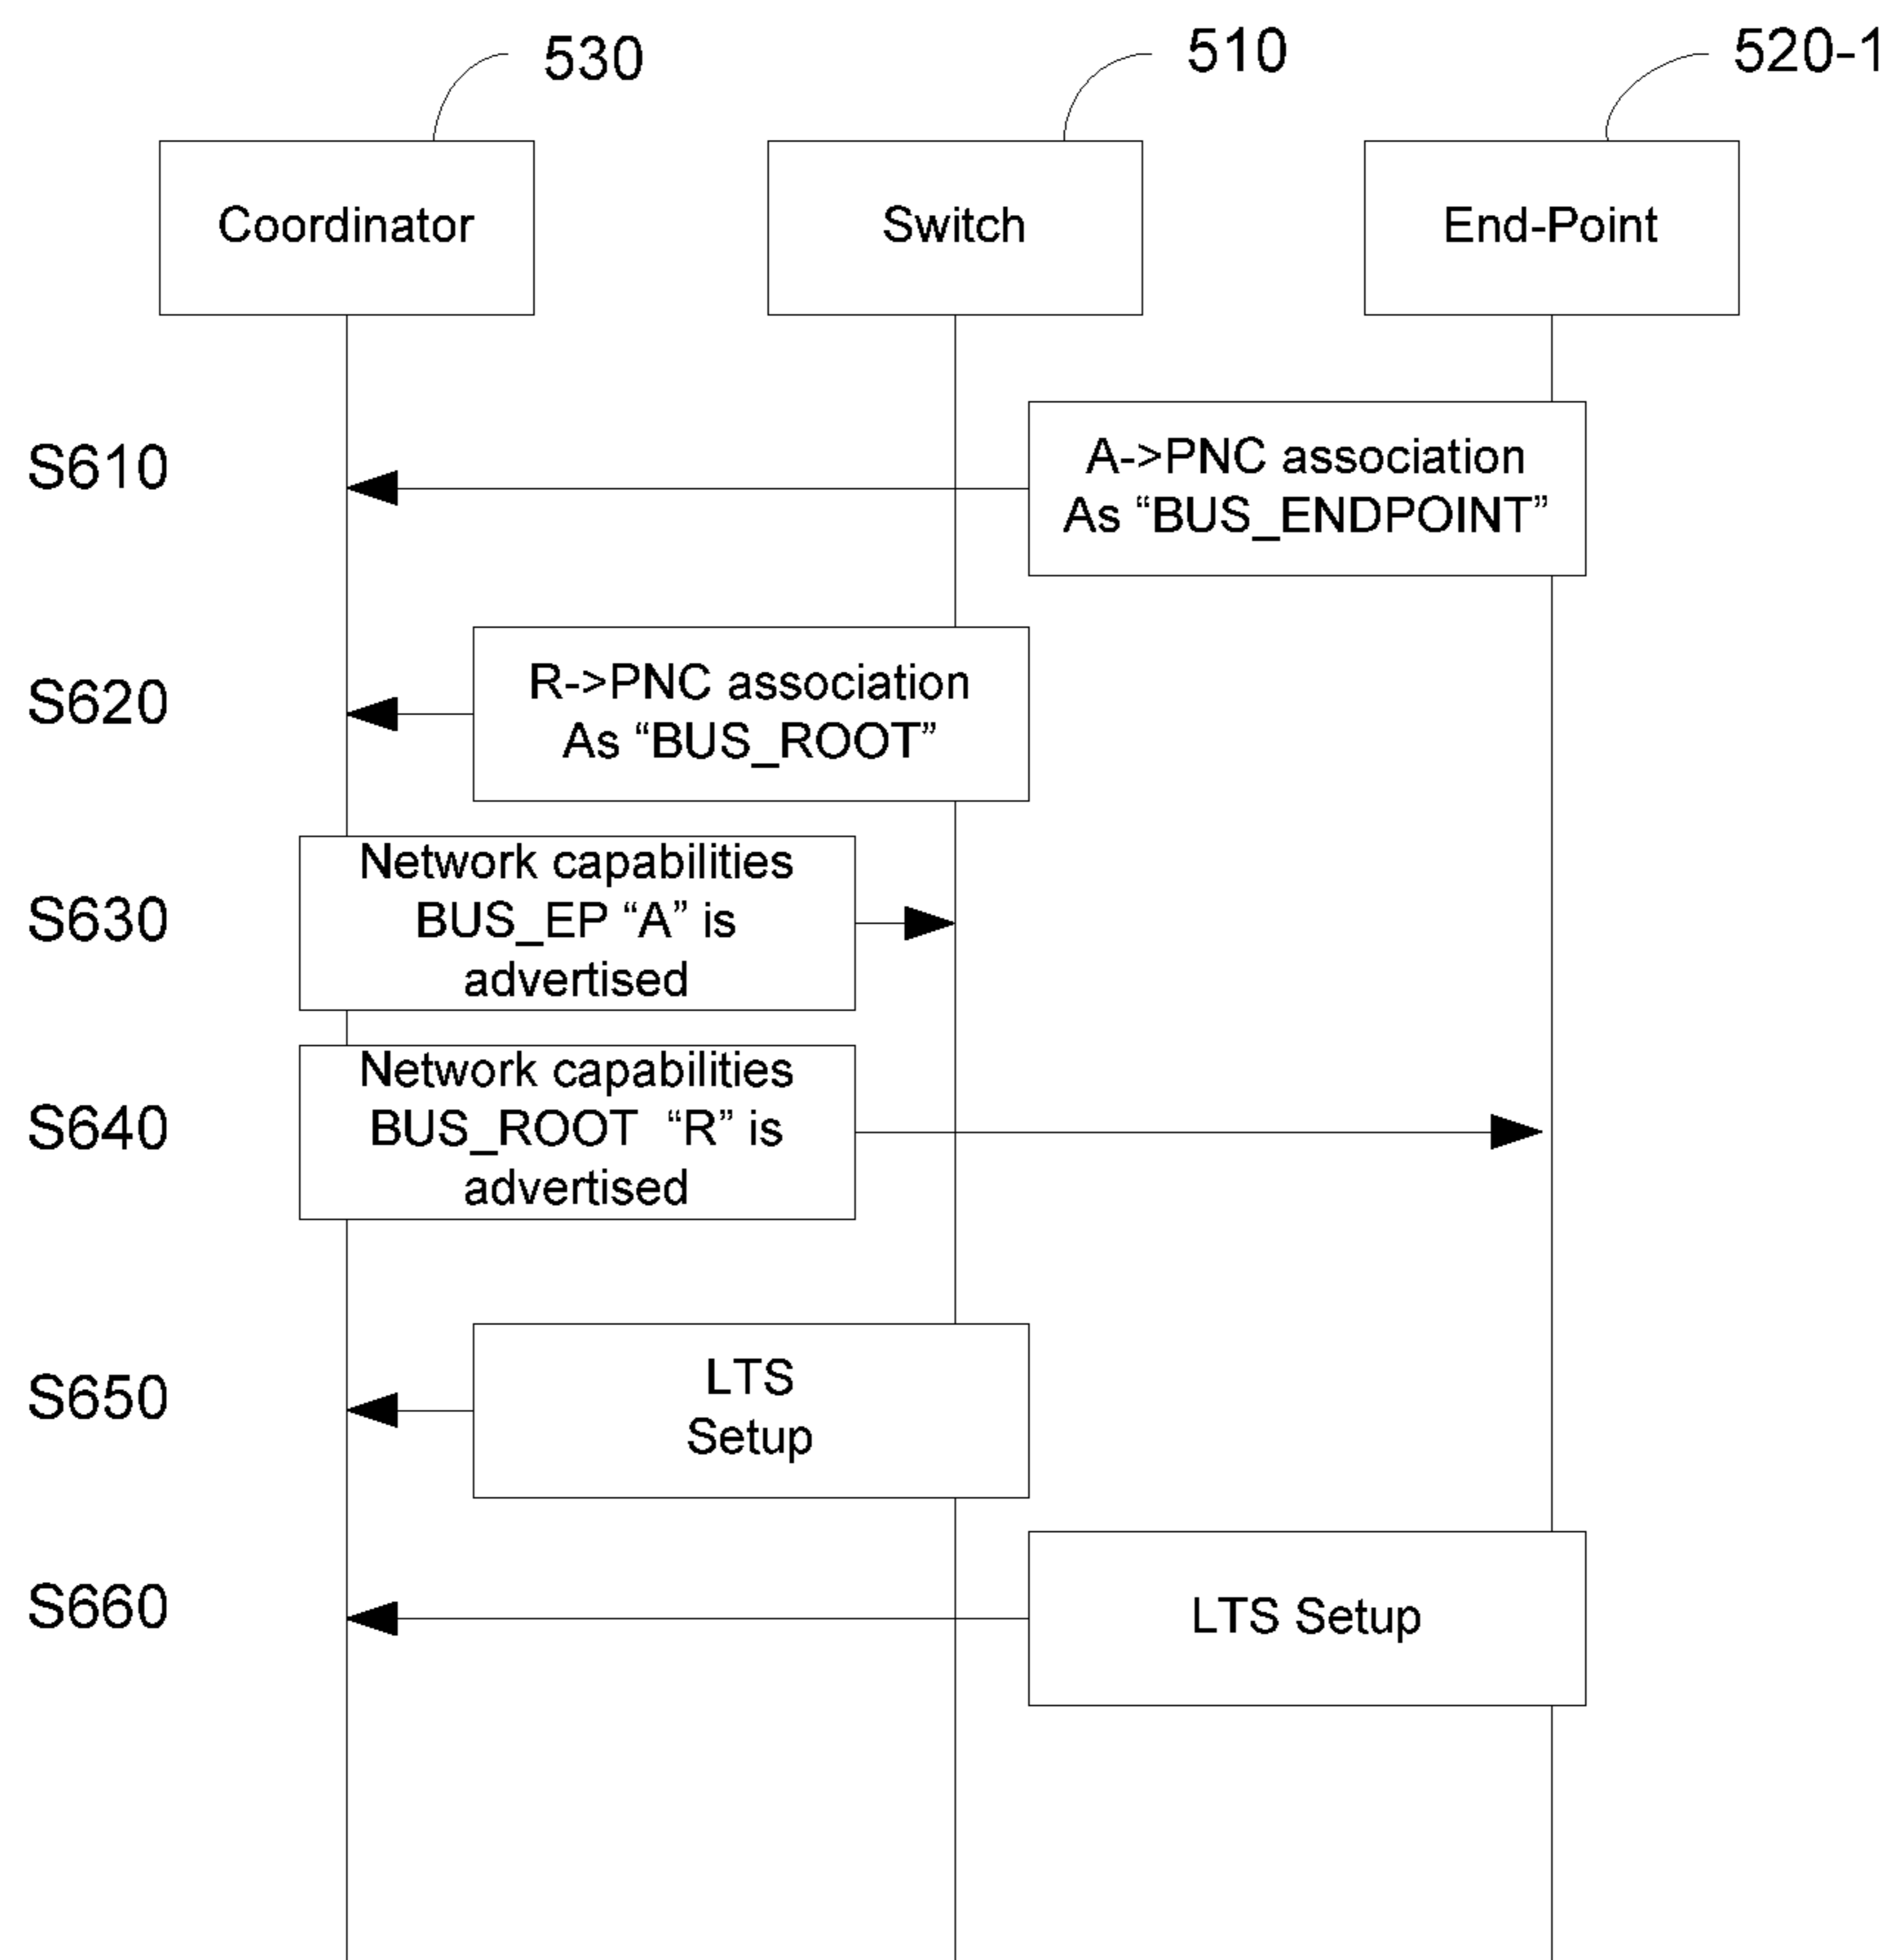 530
510
520-1
Coordinator
Switch
End-Point
S610
A->PNC association
As “BUS_ENDPOINT”
S620
R->PNC association
As “BUS_ROOT”
S630
Network capabilities
BUS_EP “A” is
advertised
S640
Network capabilities
BUS_ROOT “R” is
advertised
S650
LTS
Setup
S660
LTS Setup